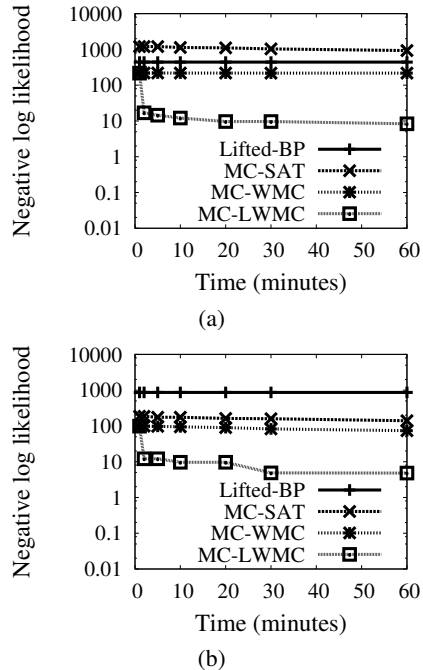 10000
1000
100
10
1
0.1
0.01
Negative log likelihood
Lifted-BP
MC-SAT
MC-WMC
MC-LWMC
0 10 20 30 40 50 60
Time (minutes)
(a)
10000
1000
100
10
1
0.1
0.01
Negative log likelihood
Lifted-BP
MC-SAT
MC-WMC
MC-LWMC
0 10 20 30 40 50 60
Time (minutes)
(b)